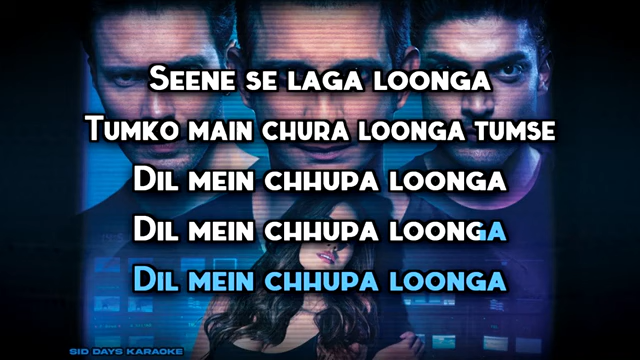 Seene se laga loonga
Tumko main chura loonga tumse
Dil mein chhupa loonga
Dil mein chhupa loonga
Dil mein chhupa loonga
SID DAYS KARAOKE